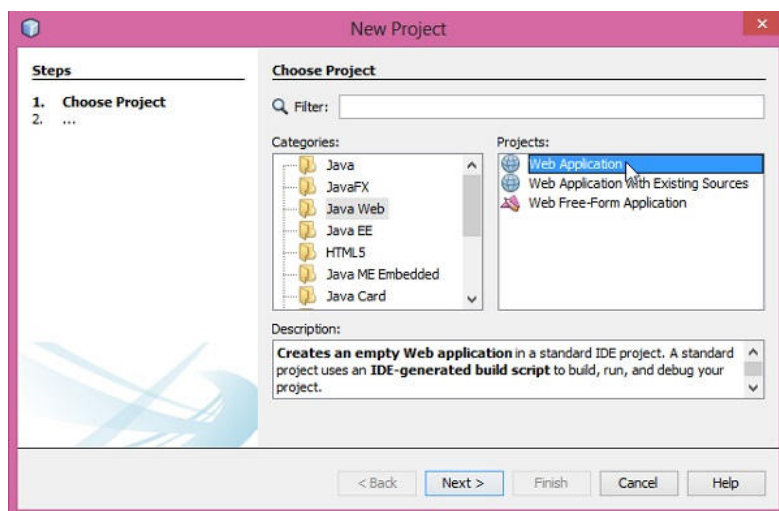 New Project
Steps
1. Choose Project
2. ...
Choose Project
Filter:
Categories:
Java
JavaFX
Java Web
Java EE
HTML5
Java ME Embedded
Java Card
Projects:
Web Application
Web Application With Existing Sources
Web Free-Form Application
Description:
Creates an empty Web application in a standard IDE project. A standard
project uses an IDE-generated build script to build, run, and debug your
project.
< Back
Next >
Finish
Cancel
Help